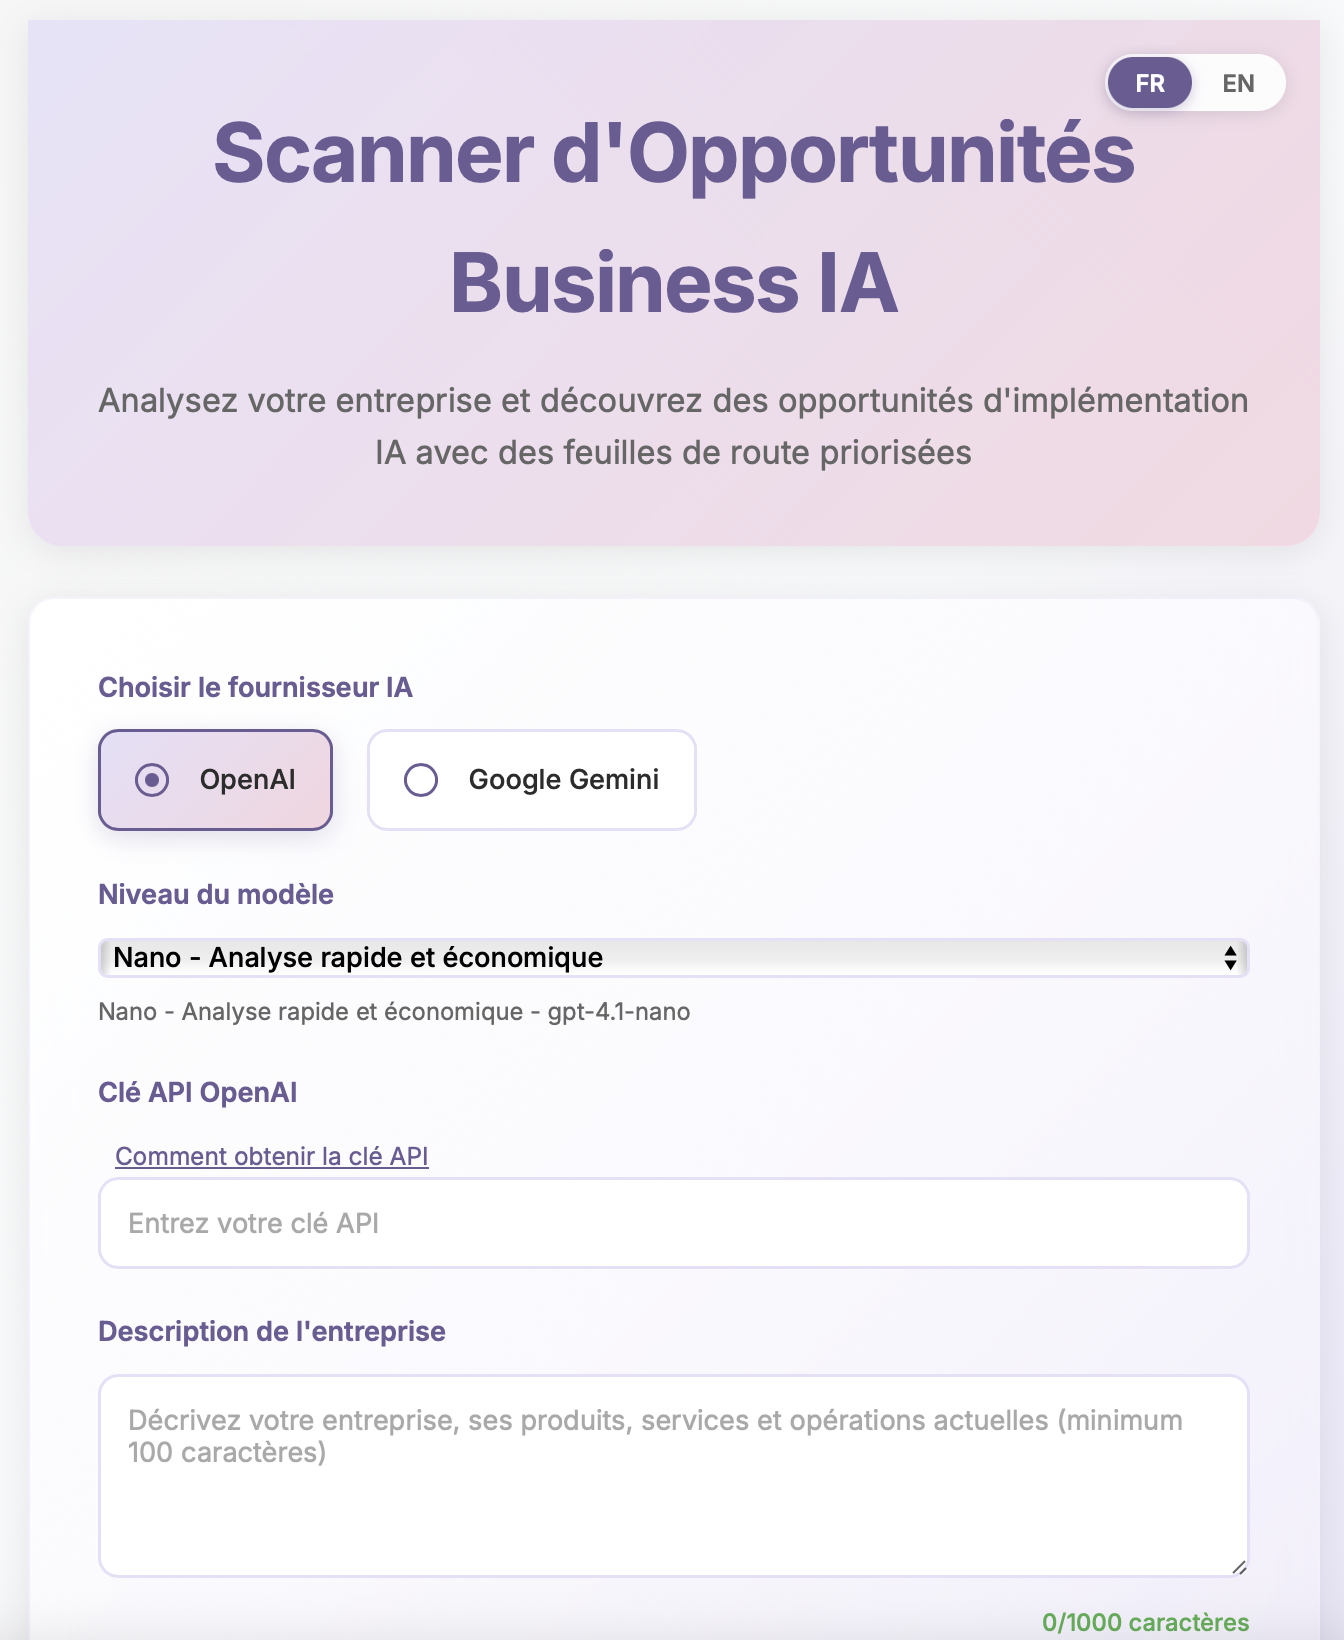 FR
EN
Scanner d'Opportunités
Business IA
Analysez votre entreprise et découvrez des opportunités d'implémentation
IA avec des feuilles de route priorisées
Choisir le fournisseur IA
OpenAI
Google Gemini
Niveau du modèle
Nano - Analyse rapide et économique
Nano - Analyse rapide et économique - gpt-4.1-nano
Clé API OpenAI
Comment obtenir la clé API
Entrez votre clé API
Description de l'entreprise
Décrivez votre entreprise, ses produits, services et opérations actuelles (minimum
100 caractères)
0/1000 caractères